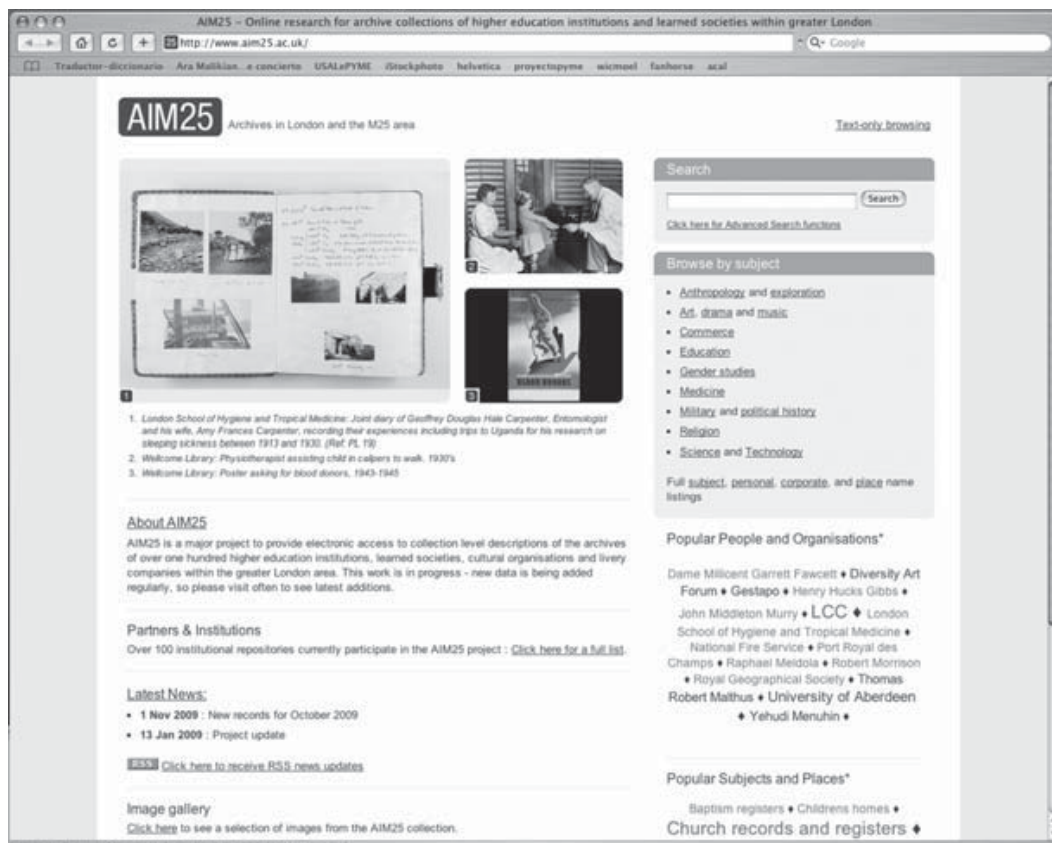 AIM25 – Online research for archive collections of higher education institutions and learned societies within greater London
http://www.aim25.ac.uk/
Google
Traductor-diccionario Ara Malikian...e concierto USALePYME iStockphoto helvetica proyectopyme wicmael fanhorse acal
AIM25 Archives in London and the M25 area
Text-only browsing
1
2
3
1. London School of Hygiene and Tropical Medicine: Joint diary of Geoffrey Douglas Hale Carpenter, Entomologist
and his wife, Amy Frances Carpenter, recording their experiences including trips to Uganda for his research on
sleeping sickness between 1913 and 1930. (Ref: PL 19)
2. Wellcome Library: Physiotherapist assisting child in calipers to walk, 1930's
3. Wellcome Library: Poster asking for blood donors, 1943-1945
About AIM25
AIM25 is a major project to provide electronic access to collection level descriptions of the archives
of over one hundred higher education institutions, learned societies, cultural organisations and livery
companies within the greater London area. This work is in progress - new data is being added
regularly, so please visit often to see latest additions.
Partners & Institutions
Over 100 institutional repositories currently participate in the AIM25 project : Click here for a full list.
Latest News:
• 1 Nov 2009 : New records for October 2009
• 13 Jan 2009 : Project update
RSS Click here to receive RSS news updates
Image gallery
Click here to see a selection of images from the AIM25 collection.
Search
Search
Click here for Advanced Search functions
Browse by subject
• Anthropology and exploration
• Art, drama and music
• Commerce
• Education
• Gender studies
• Medicine
• Military and political history
• Religion
• Science and Technology
Full subject, personal, corporate, and place name
listings
Popular People and Organisations*
Dame Millicent Garrett Fawcett ♦ Diversity Art
Forum ♦ Gestapo ♦ Henry Hucks Gibbs ♦
John Middleton Murry ♦ LCC ♦ London
School of Hygiene and Tropical Medicine ♦
National Fire Service ♦ Port Royal des
Champs ♦ Raphael Meldola ♦ Robert Morrison
♦ Royal Geographical Society ♦ Thomas
Robert Malthus ♦ University of Aberdeen
♦ Yehudi Menuhin ♦
Popular Subjects and Places*
Baptism registers ♦ Childrens homes ♦
Church records and registers ♦